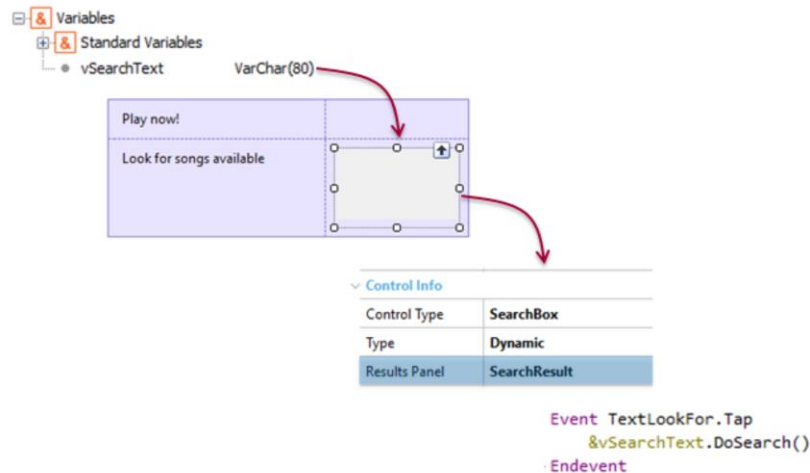 & Variables
& Standard Variables
vSearchText VarChar(80)
Play now!
Look for songs available
Control Info
Control Type SearchBox
Type Dynamic
Results Panel SearchResult
Event TextLookFor.Tap
&vSearchText.DoSearch()
Endevent